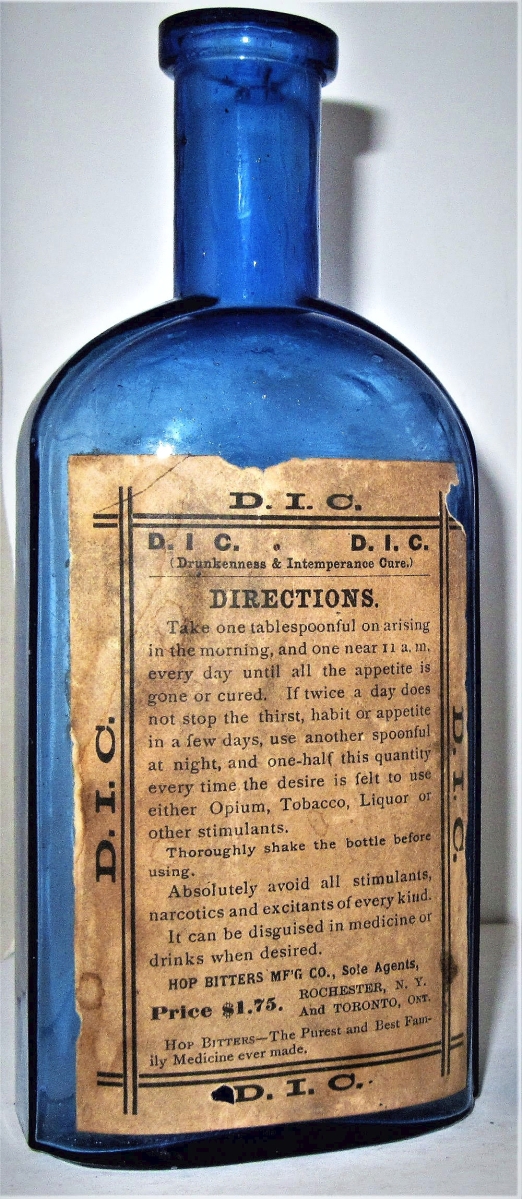 D. I. C.
D. I C. D. I. C.
(Drunkenness & Intemperance Cure.)
DIRECTIONS.
Take one tablespoonful on arising
in the morning, and one near 11 a. m.
every day until all the appetite is
gone or cured. If twice a day does
not stop the thirst, habit or appetite
in a few days, use another spoonful
at night, and one-half this quantity
every time the desire is felt to use
either Opium, Tobacco, Liquor or
other stimulants.
Thoroughly shake the bottle before
using.
Absolutely avoid all stimulants,
narcotics and excitants of every kind.
It can be disguised in medicine or
drinks when desired.
HOP BITTERS MF'G CO., Sole Agents,
Price $1.75. ROCHESTER, N. Y.
And TORONTO, ONT.
HOP BITTERS—The Purest and Best Fam-
ily Medicine ever made.
D. I. C.
D. I. C.
D. I. C.